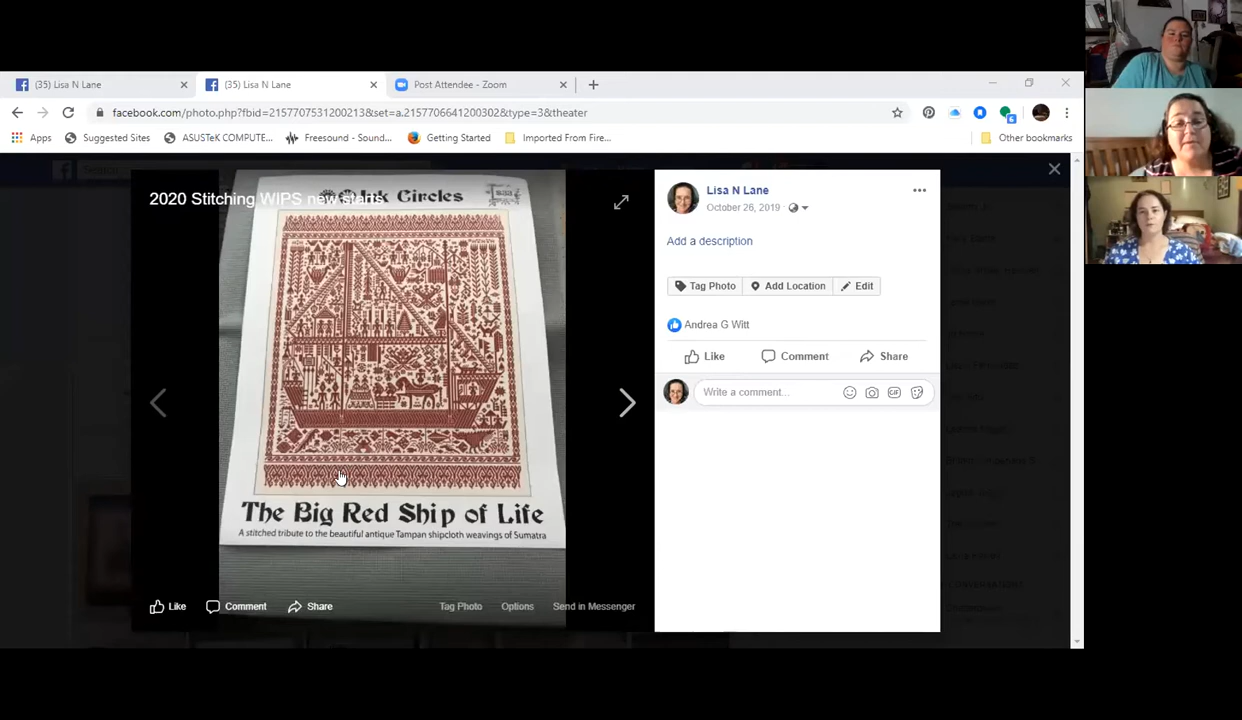 (35) Lisa N Lane
(35) Lisa N Lane
Post Attendee - Zoom
facebook.com/photo.php?fbid=2157707531200213&set=a.2157706641200302&type=3&theater
6
Apps
Suggested Sites
ASUSTeK COMPUTE...
Freesound - Sound...
Getting Started
Imported From Fire...
Other bookmarks
Search
2020 Stitching WIPS new starts
Ink Circles
The Big Red Ship of Life
A stitched tribute to the beautiful antique Tampan shipcloth weavings of Sumatra
Like
Comment
Share
Tag Photo
Options
Send in Messenger
Lisa N Lane
October 26, 2019
Add a description
Tag Photo
Add Location
Edit
Andrea G Witt
Like
Comment
Share
Write a comment...
GIF